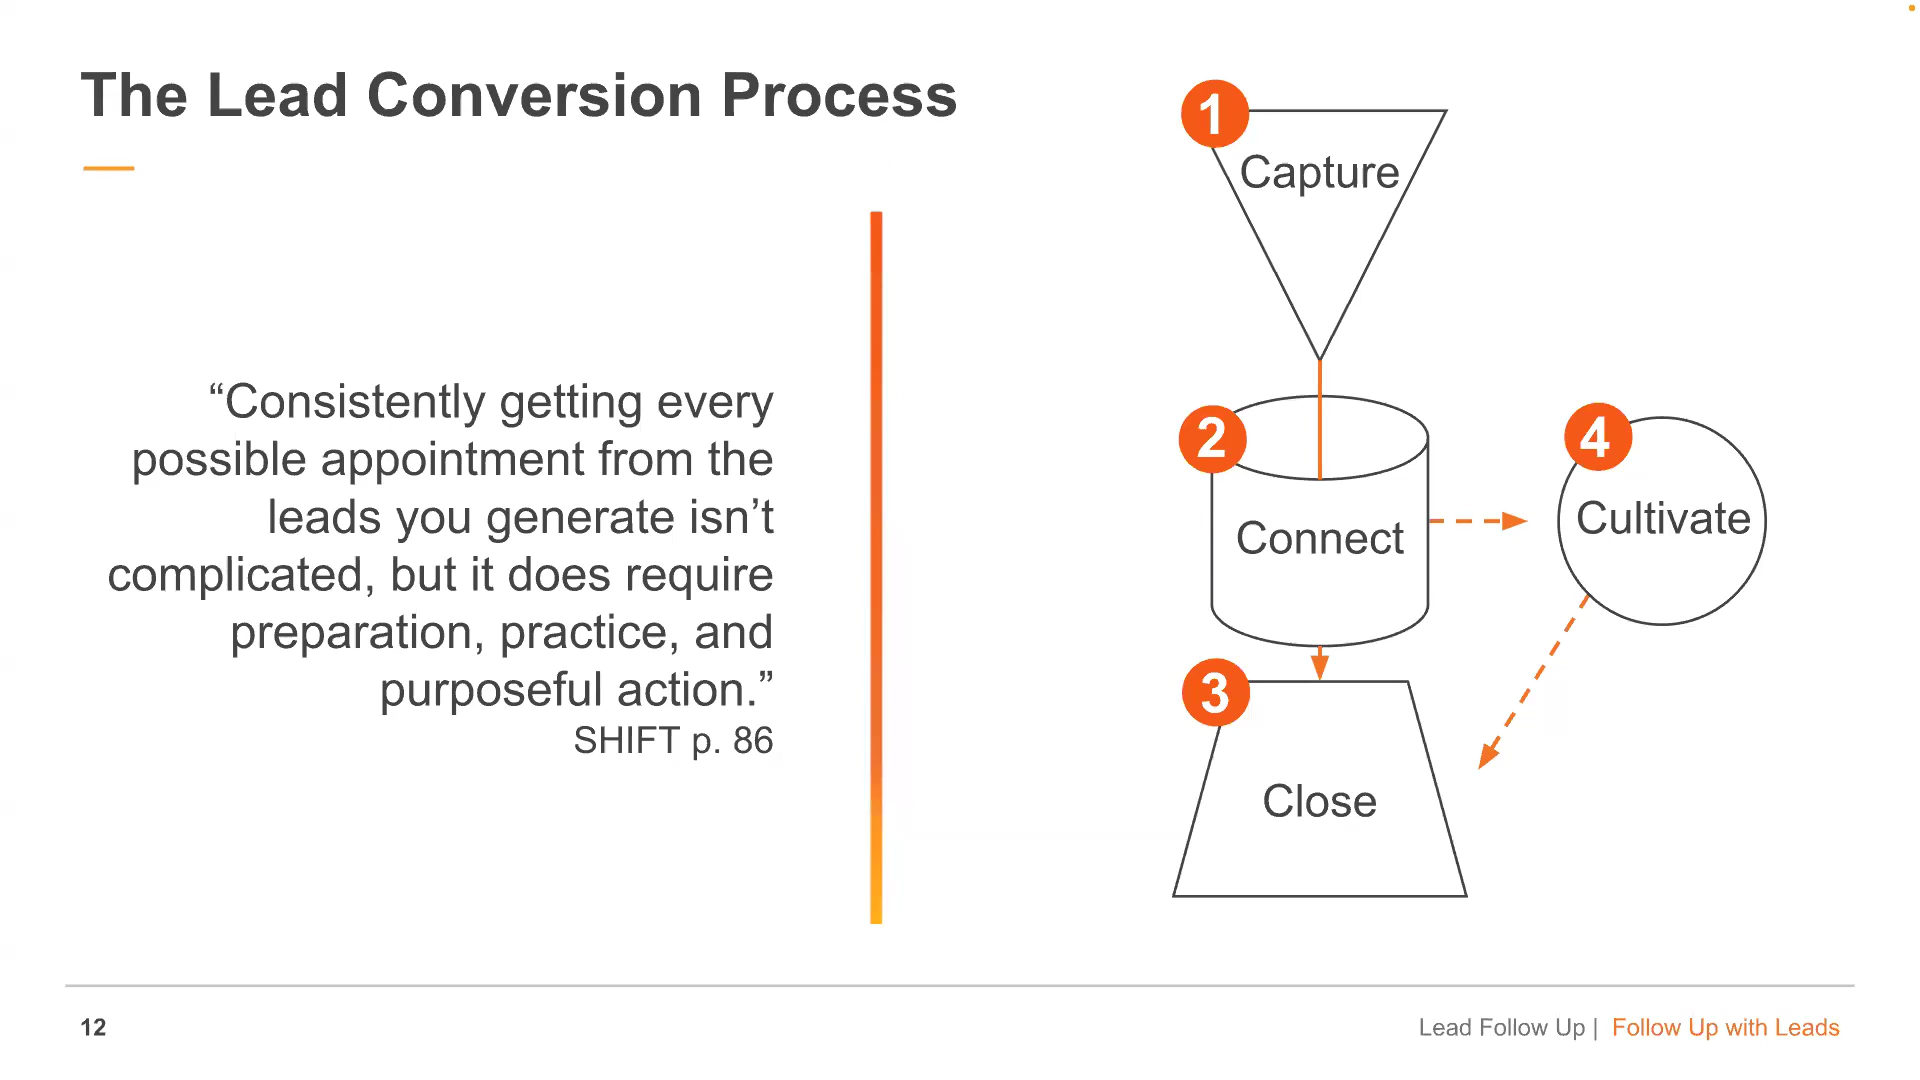 The Lead Conversion Process
“Consistently getting every
possible appointment from the
leads you generate isn’t
complicated, but it does require
preparation, practice, and
purposeful action.”
SHIFT p. 86
1
Capture
2
Connect
4
Cultivate
3
Close
12
Lead Follow Up | Follow Up with Leads